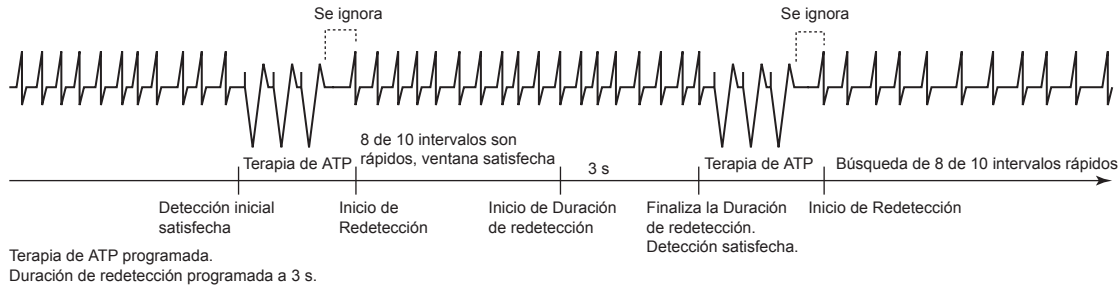 Se ignora
Se ignora
Terapia de ATP
8 de 10 intervalos son
rápidos, ventana satisfecha
3 s
Terapia de ATP
Búsqueda de 8 de 10 intervalos rápidos
Detección inicial
satisfecha
Inicio de
Redetección
Inicio de Duración
de redetección
Finaliza la Duración
de redetección.
Detección satisfecha.
Inicio de Redetección
Terapia de ATP programada.
Duración de redetección programada a 3 s.